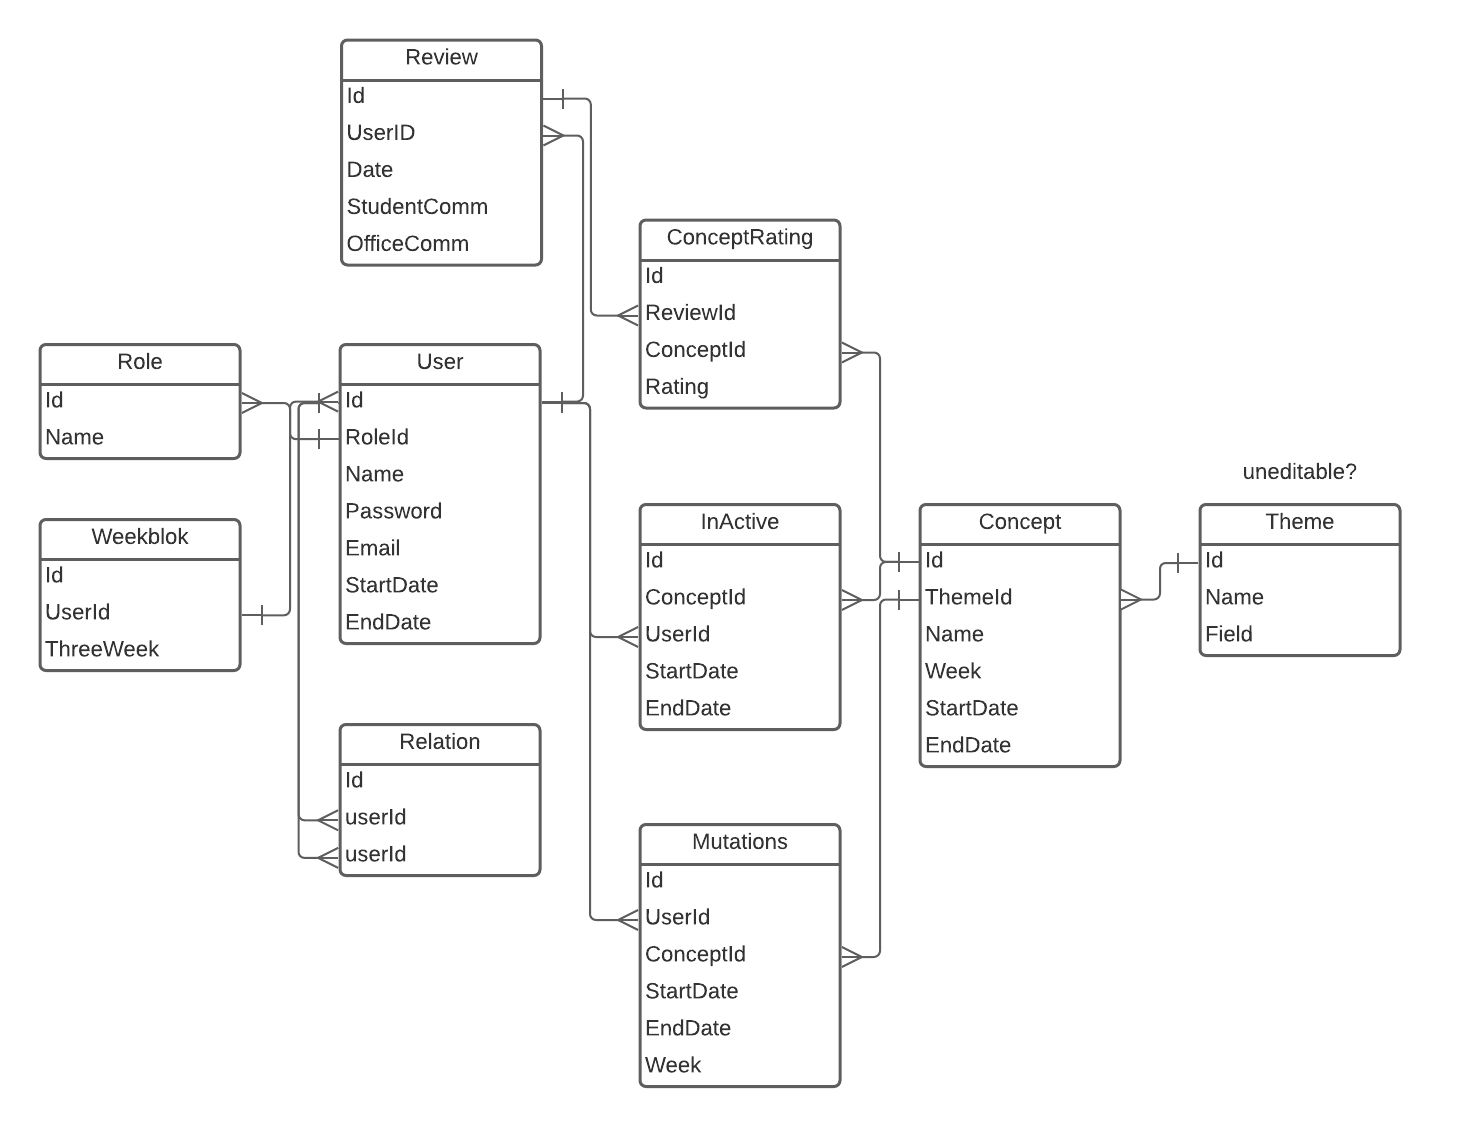 Review
Id
UserID
Date
StudentComm
OfficeComm
Role
Id
Name
Weekblok
Id
UserId
ThreeWeek
User
Id
RoleId
Name
Password
Email
StartDate
EndDate
Relation
Id
userId
userId
ConceptRating
Id
ReviewId
ConceptId
Rating
InActive
Id
ConceptId
UserId
StartDate
EndDate
Mutations
Id
UserId
ConceptId
StartDate
EndDate
Week
Concept
Id
ThemeId
Name
Week
StartDate
EndDate
uneditable?
Theme
Id
Name
Field